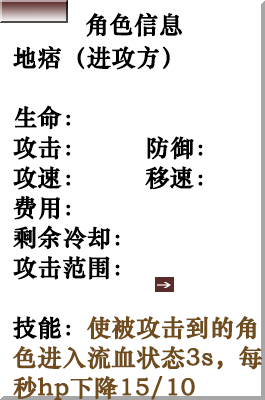 角色信息
地痞（进攻方）
生命：
攻击： 防御：
攻速： 移速：
费用：
剩余冷却：
攻击范围：
技能：使被攻击到的角
色进入流血状态3s，每
秒hp下降15/10